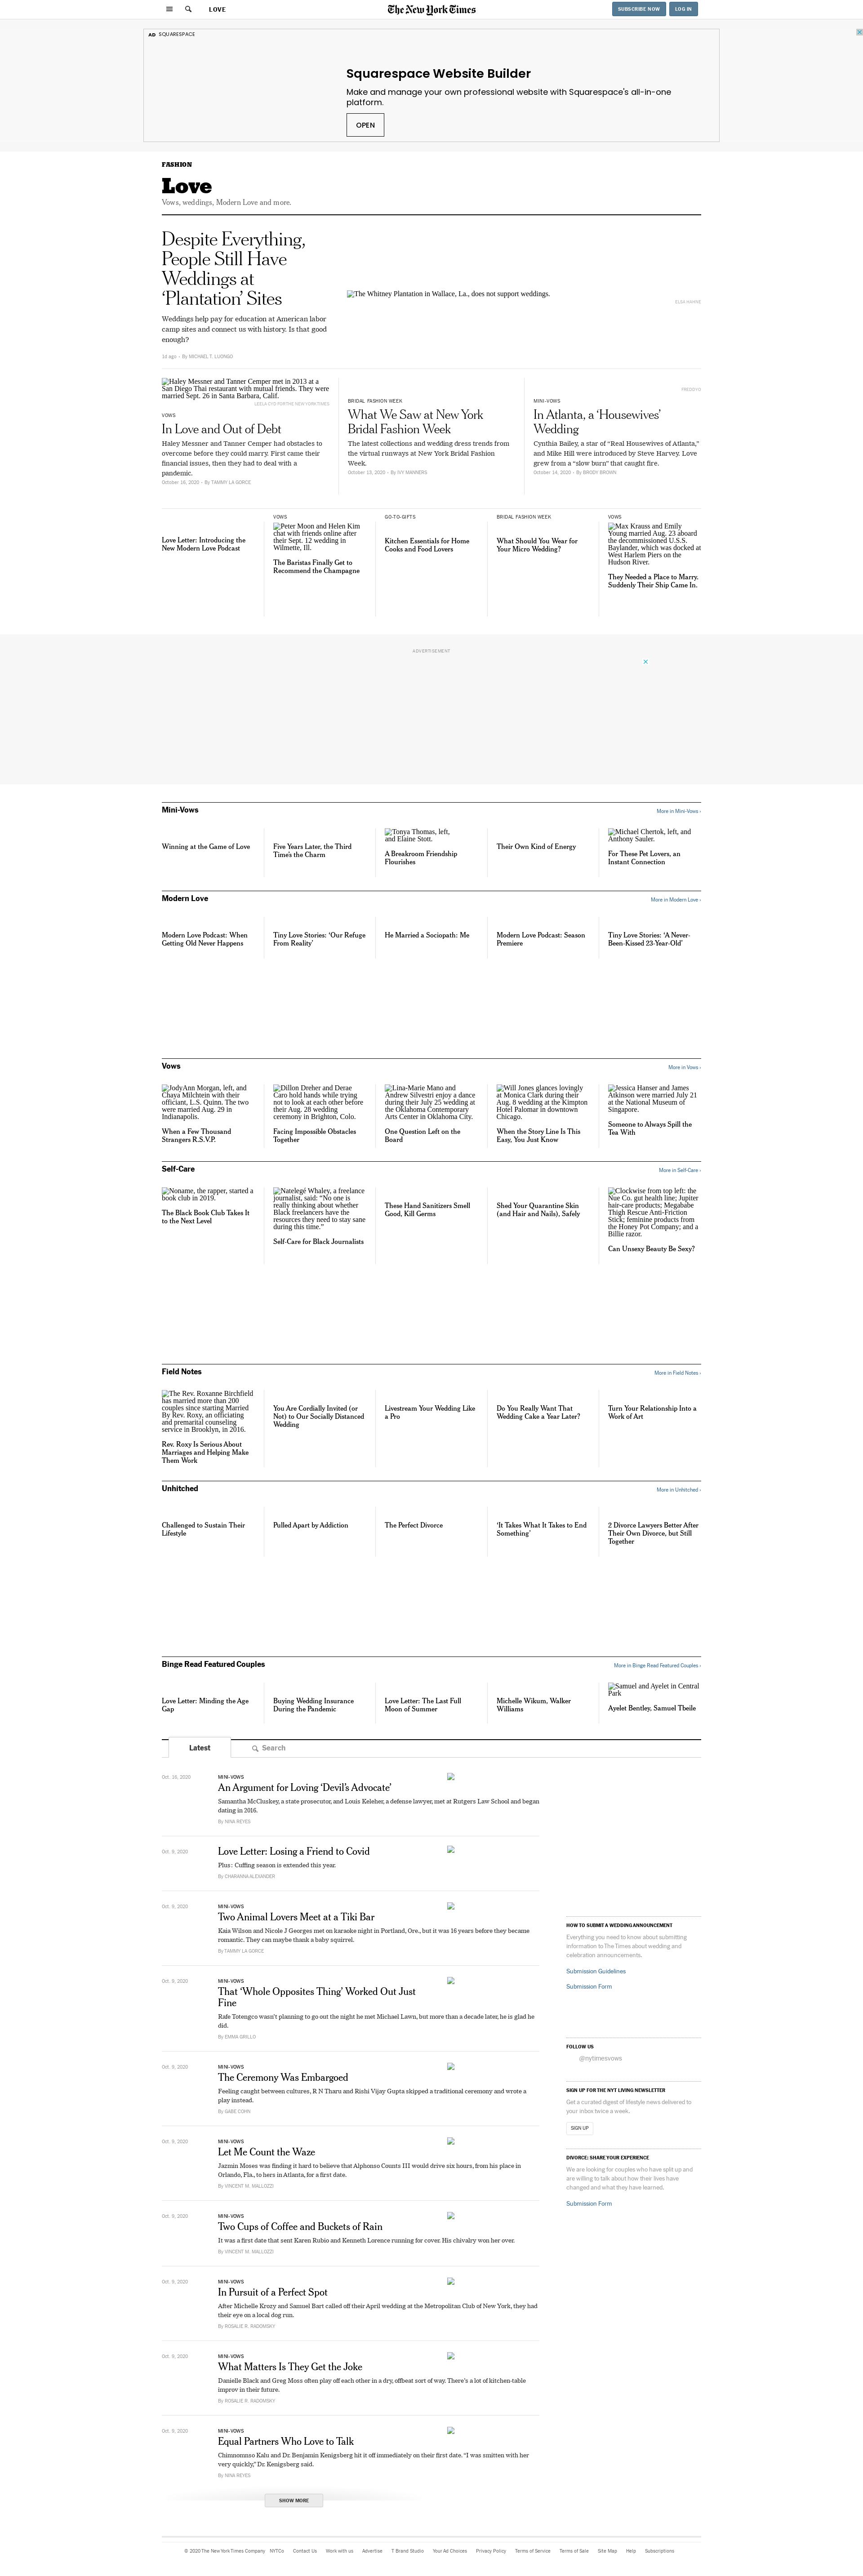 LOVE
The New York Times
SUBSCRIBE NOW
LOG IN
AD SQUARESPACE
Squarespace Website Builder
Make and manage your own professional website with Squarespace's all-in-one
platform.
OPEN
FASHION
Love
Vows, weddings, Modern Love and more.
Despite Everything,
People Still Have
Weddings at
‘Plantation’ Sites
Weddings help pay for education at American labor
camp sites and connect us with history. Is that good
enough?
1d ago - By MICHAEL T. LUONGO
The Whitney Plantation in Wallace, La., does not support weddings.
Haley Messner and Tanner Cemper met in 2013 at a
San Diego Thai restaurant with mutual friends. They were
married Sept. 26 in Santa Barbara, Calif.
VOWS
In Love and Out of Debt
Haley Messner and Tanner Cemper had obstacles to
overcome before they could marry. First came their
financial issues, then they had to deal with a
pandemic.
October 16, 2020 - By TAMMY LA GORCE
BRIDAL FASHION WEEK
What We Saw at New York
Bridal Fashion Week
The latest collections and wedding dress trends from
the virtual runways at New York Bridal Fashion
Week.
October 13, 2020 - By IVY MANNERS
MINI-VOWS
In Atlanta, a ‘Housewives’
Wedding
Cynthia Bailey, a star of “Real Housewives of Atlanta,”
and Mike Hill were introduced by Steve Harvey. Love
grew from a “slow burn” that caught fire.
October 14, 2020 - By BRODY BROWN
Love Letter: Introducing the
New Modern Love Podcast
VOWS
Peter Moon and Helen Kim
chat with friends online after
their Sept. 12 wedding in
Wilmette, Ill.
The Baristas Finally Get to
Recommend the Champagne
GO-TO-GIFTS
Kitchen Essentials for Home
Cooks and Food Lovers
BRIDAL FASHION WEEK
What Should You Wear for
Your Micro Wedding?
VOWS
Max Krauss and Emily
Young married Aug. 23 aboard
the decommissioned U.S.S.
Baylander, which was docked at
West Harlem Piers on the
Hudson River.
They Needed a Place to Marry.
Suddenly Their Ship Came In.
ADVERTISEMENT
Mini-Vows
More in Mini-Vows ›
Winning at the Game of Love
Five Years Later, the Third
Time’s the Charm
Tonya Thomas, left,
and Elaine Stott.
A Breakroom Friendship
Flourishes
Their Own Kind of Energy
Michael Chertok, left, and
Anthony Sauler.
For These Pet Lovers, an
Instant Connection
Modern Love
More in Modern Love ›
Modern Love Podcast: When
Getting Old Never Happens
Tiny Love Stories: ‘Our Refuge
From Reality’
He Married a Sociopath: Me
Modern Love Podcast: Season
Premiere
Tiny Love Stories: ‘A Never-
Been-Kissed 23-Year-Old’
Vows
More in Vows ›
JodyAnn Morgan, left, and
Chaya Milchtein with their
officiant, L.S. Quinn. The two
were married Aug. 29 in
Indianapolis.
When a Few Thousand
Strangers R.S.V.P.
Dillon Dreher and Derae
Caro hold hands while trying
not to look at each other before
their Aug. 28 wedding
ceremony in Brighton, Colo.
Facing Impossible Obstacles
Together
Lina-Marie Mano and
Andrew Silvestri enjoy a dance
during their July 25 wedding at
the Oklahoma Contemporary
Arts Center in Oklahoma City.
One Question Left on the
Board
Will Jones glances lovingly
at Monica Clark during their
Aug. 8 wedding at the Kimpton
Hotel Palomar in downtown
Chicago.
When the Story Line Is This
Easy, You Just Know
Jessica Hanser and James
Atkinson were married July 21
at the National Museum of
Singapore.
Someone to Always Spill the
Tea With
Self-Care
More in Self-Care ›
Noname, the rapper, started a
book club in 2019.
The Black Book Club Takes It
to the Next Level
Natelegé Whaley, a freelance
journalist, said: “No one is
really thinking about whether
Black freelancers have the
resources they need to stay sane
during this time.”
Self-Care for Black Journalists
These Hand Sanitizers Smell
Good, Kill Germs
Shed Your Quarantine Skin
(and Hair and Nails), Safely
Clockwise from top left: the
Nue Co. gut health line; Jupiter
hair-care products; Megababe
Thigh Rescue Anti-Friction
Stick; feminine products from
the Honey Pot Company; and a
Billie razor.
Can Unsexy Beauty Be Sexy?
Field Notes
More in Field Notes ›
The Rev. Roxanne Birchfield
has married more than 200
couples since starting Married
By Rev. Roxy, an officiating
and premarital counseling
service in Brooklyn, in 2016.
Rev. Roxy Is Serious About
Marriages and Helping Make
Them Work
You Are Cordially Invited (or
Not) to Our Socially Distanced
Wedding
Livestream Your Wedding Like
a Pro
Do You Really Want That
Wedding Cake a Year Later?
Turn Your Relationship Into a
Work of Art
Unhitched
More in Unhitched ›
Challenged to Sustain Their
Lifestyle
Pulled Apart by Addiction
The Perfect Divorce
‘It Takes What It Takes to End
Something’
2 Divorce Lawyers Better After
Their Own Divorce, but Still
Together
Binge Read Featured Couples
More in Binge Read Featured Couples ›
Love Letter: Minding the Age
Gap
Buying Wedding Insurance
During the Pandemic
Love Letter: The Last Full
Moon of Summer
Michelle Wikum, Walker
Williams
Samuel and Ayelet in Central
Park
Ayelet Bentley, Samuel Tbeile
Latest
Search
Oct. 16, 2020
MINI-VOWS
An Argument for Loving ‘Devil’s Advocate’
Samantha McCluskey, a state prosecutor, and Louis Keleher, a defense lawyer, met at Rutgers Law School and began
dating in 2016.
By NINA REYES
Oct. 9, 2020
Love Letter: Losing a Friend to Covid
Plus: Cuffing season is extended this year.
By CHARANNA ALEXANDER
Oct. 9, 2020
MINI-VOWS
Two Animal Lovers Meet at a Tiki Bar
Kaia Wilson and Nicole J Georges met on karaoke night in Portland, Ore., but it was 16 years before they became
romantic. They can maybe thank a baby squirrel.
By TAMMY LA GORCE
Oct. 9, 2020
MINI-VOWS
That ‘Whole Opposites Thing’ Worked Out Just
Fine
Rafe Totengco wasn’t planning to go out the night he met Michael Lawn, but more than a decade later, he is glad he
did.
By EMMA GRILLO
Oct. 9, 2020
MINI-VOWS
The Ceremony Was Embargoed
Feeling caught between cultures, R N Tharu and Rishi Vijay Gupta skipped a traditional ceremony and wrote a
play instead.
By GABE COHN
Oct. 9, 2020
MINI-VOWS
Let Me Count the Waze
Jazmin Moses was finding it hard to believe that Alphonso Counts III would drive six hours, from his place in
Orlando, Fla., to hers in Atlanta, for a first date.
By VINCENT M. MALLOZZI
Oct. 9, 2020
MINI-VOWS
Two Cups of Coffee and Buckets of Rain
It was a first date that sent Karen Rubio and Kenneth Lorence running for cover. His chivalry won her over.
By VINCENT M. MALLOZZI
Oct. 9, 2020
MINI-VOWS
In Pursuit of a Perfect Spot
After Michelle Krozy and Samuel Bart called off their April wedding at the Metropolitan Club of New York, they had
their eye on a local dog run.
By ROSALIE R. RADOMSKY
Oct. 9, 2020
MINI-VOWS
What Matters Is They Get the Joke
Danielle Black and Greg Moss often play off each other in a dry, offbeat sort of way. There’s a lot of kitchen-table
improv in their future.
By ROSALIE R. RADOMSKY
Oct. 9, 2020
MINI-VOWS
Equal Partners Who Love to Talk
Chimnomnso Kalu and Dr. Benjamin Kenigsberg hit it off immediately on their first date. “I was smitten with her
very quickly,” Dr. Kenigsberg said.
By NINA REYES
SHOW MORE
HOW TO SUBMIT A WEDDING ANNOUNCEMENT
Everything you need to know about submitting
information to The Times about wedding and
celebration announcements.
Submission Guidelines
Submission Form
FOLLOW US
@nytimesvows
SIGN UP FOR THE NYT LIVING NEWSLETTER
Get a curated digest of lifestyle news delivered to
your inbox twice a week.
SIGN UP
DIVORCE: SHARE YOUR EXPERIENCE
We are looking for couples who have split up and
are willing to talk about how their lives have
changed and what they have learned.
Submission Form
© 2020 The New York Times Company NYTCo Contact Us Work with us Advertise T Brand Studio Your Ad Choices Privacy Policy Terms of Service Terms of Sale Site Map Help Subscriptions